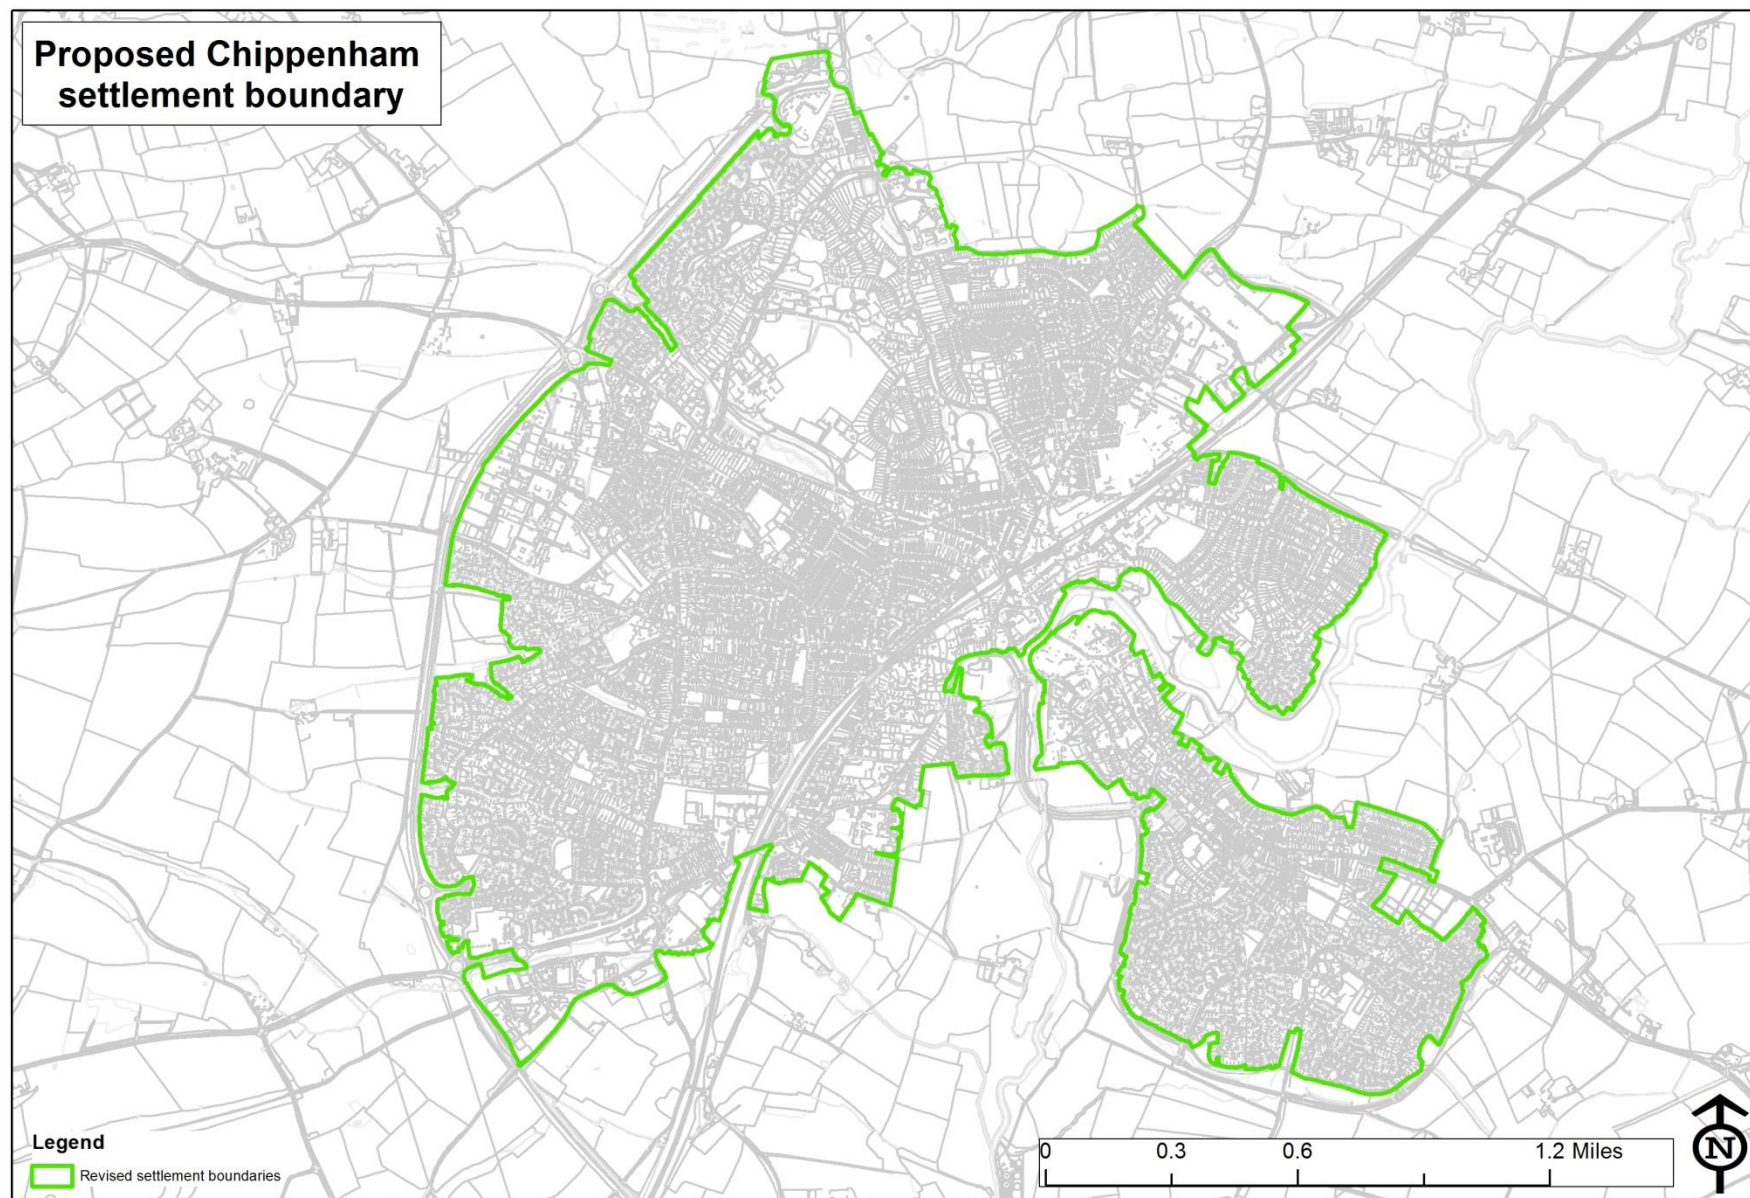 Proposed Chippenham
settlement boundary
Legend
Revised settlement boundaries
0 0.3 0.6 1.2 Miles
N